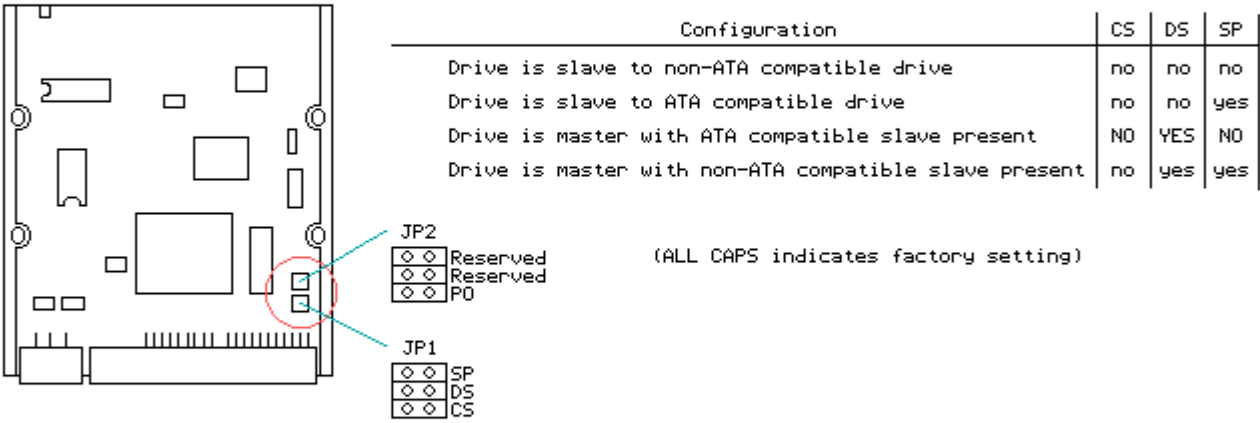 Configuration CS DS SP
Drive is slave to non-ATA compatible drive no no no
Drive is slave to ATA compatible drive no no yes
Drive is master with ATA compatible slave present NO YES NO
Drive is master with non-ATA compatible slave present no yes yes
(ALL CAPS indicates factory setting)
JP2
Reserved
Reserved
PO
JP1
SP
DS
CS